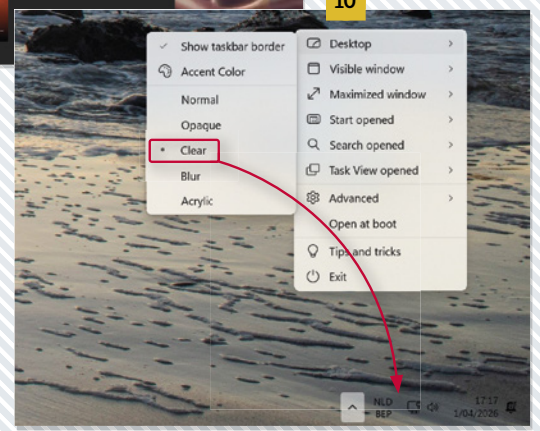 10
Show taskbar border
Accent Color
Normal
Opaque
Clear
Blur
Acrylic
Desktop
Visible window
Maximized window
Start opened
Search opened
Task View opened
Advanced
Open at boot
Tips and tricks
Exit
NLD
BEP
17:17
1/04/2026